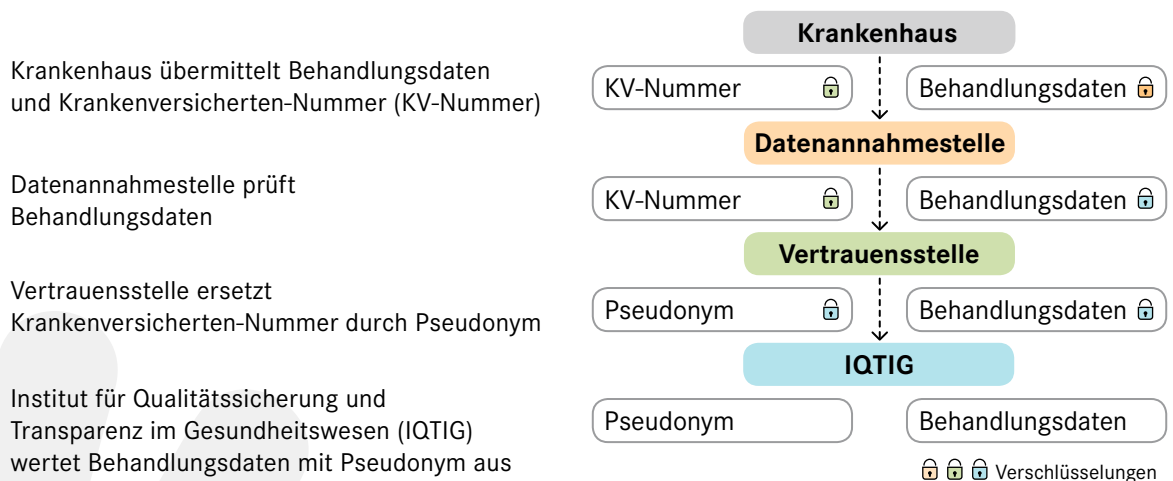 Krankenhaus
Krankenhaus übermittelt Behandlungsdaten
und Krankenversicherten-Nummer (KV-Nummer)
KV-Nummer
Behandlungsdaten
Datenannahmestelle
Datenannahmestelle prüft
Behandlungsdaten
KV-Nummer
Behandlungsdaten
Vertrauensstelle
Vertrauensstelle ersetzt
Krankenversicherten-Nummer durch Pseudonym
Pseudonym
Behandlungsdaten
IQTIG
Institut für Qualitätssicherung und
Transparenz im Gesundheitswesen (IQTIG)
wertet Behandlungsdaten mit Pseudonym aus
Pseudonym
Behandlungsdaten
Verschlüsselungen